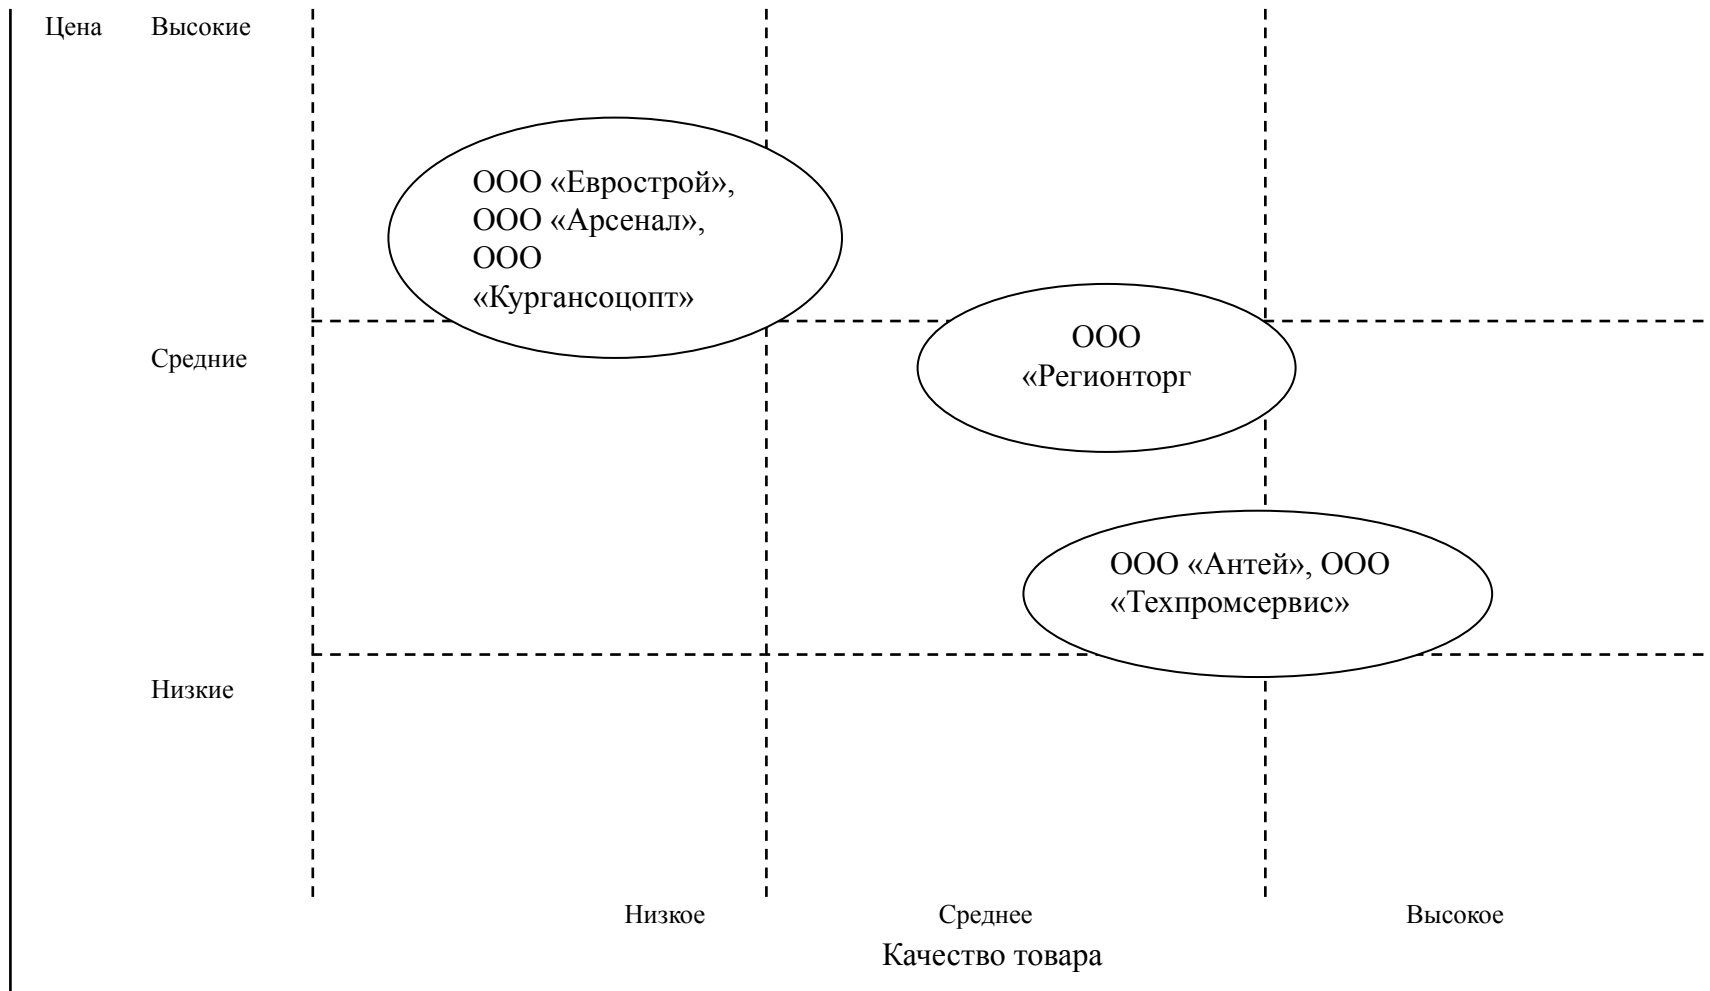 Цена Высокие
ООО «Еврострой»,
ООО «Арсенал»,
ООО
«Кургансоцопт»
ООО
«Регионторг
Средние
ООО «Антей», ООО
«Техпромсервис»
Низкие
Низкое Среднее Высокое
Качество товара